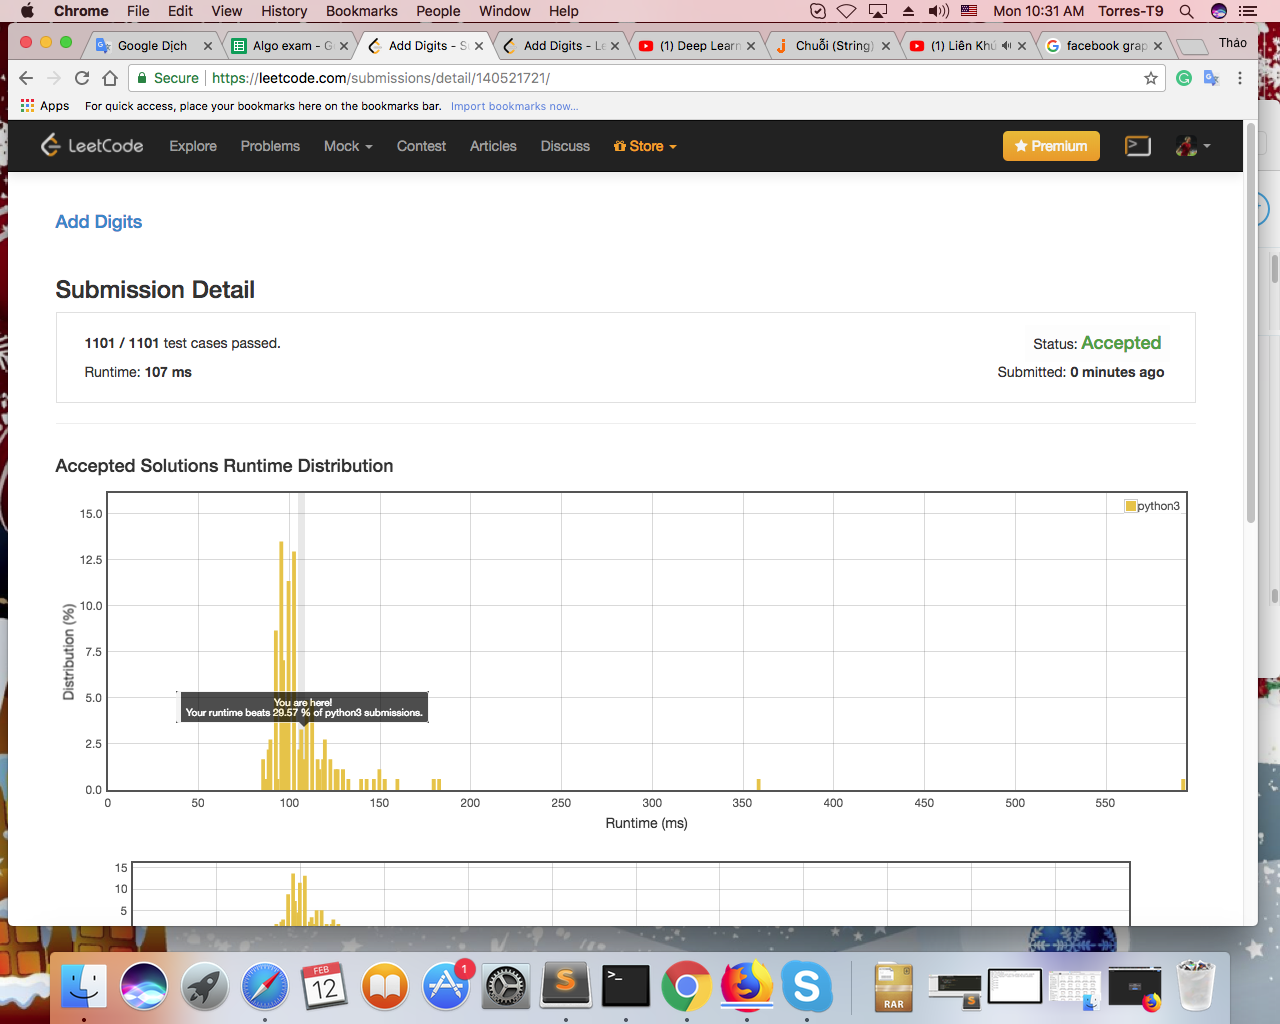 Chrome File Edit View History Bookmarks People Window Help Mon 10:31 AM Torres-T9
Google Dịch Algo exam - G Add Digits - S Add Digits - Le (1) Deep Learn Chuỗi (String) (1) Liên Khú facebook grap Thảo
Secure https://leetcode.com/submissions/detail/140521721/
Apps For quick access, place your bookmarks here on the bookmarks bar. Import bookmarks now...
LeetCode Explore Problems Mock Contest Articles Discuss Store Premium
Add Digits
Submission Detail
1101 / 1101 test cases passed. Status: Accepted
Runtime: 107 ms Submitted: 0 minutes ago
Accepted Solutions Runtime Distribution
python3
15.0
12.5
10.0
7.5
5.0
2.5
0.0
Distribution (%)
You are here!
Your runtime beats 29.57 % of python3 submissions.
0 50 100 150 200 250 300 350 400 450 500 550
Runtime (ms)
15
10
5
FEB
12
1
RAR